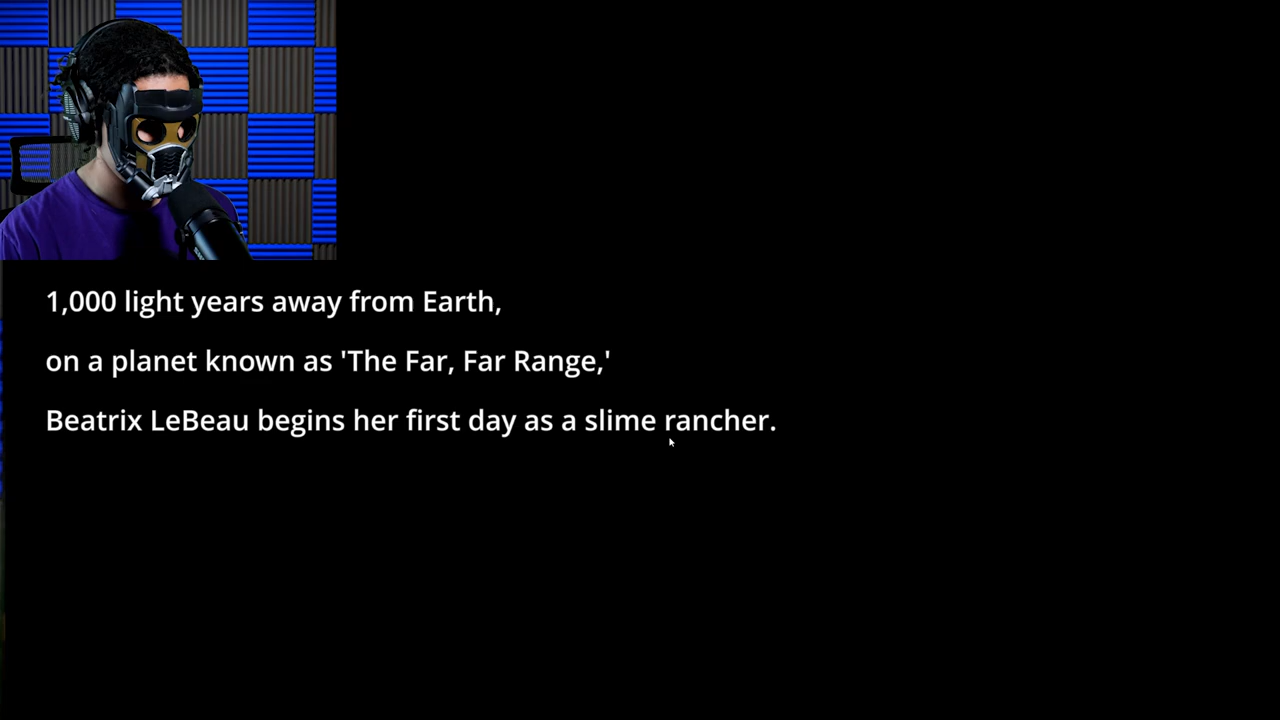 1,000 light years away from Earth,
on a planet known as 'The Far, Far Range,'
Beatrix LeBeau begins her first day as a slime rancher.